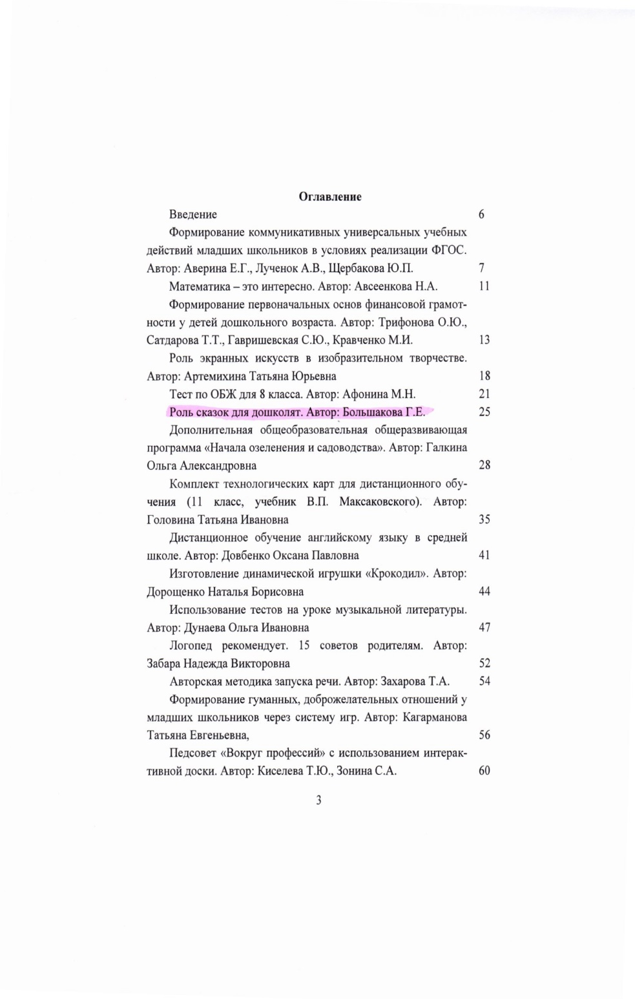 Оглавление
Введение 6
Формирование коммуникативных универсальных учебных
действий младших школьников в условиях реализации ФГОС.
Автор: Аверина Е.Г., Лученок А.В., Щербакова Ю.П. 7
Математика – это интересно. Автор: Авсеенкова Н.А. 11
Формирование первоначальных основ финансовой грамот-
ности у детей дошкольного возраста. Автор: Трифонова О.Ю.,
Сатдарова Т.Т., Гавришевская С.Ю., Кравченко М.И. 13
Роль экранных искусств в изобразительном творчестве.
Автор: Артемихина Татьяна Юрьевна 18
Тест по ОБЖ для 8 класса. Автор: Афонина М.Н. 21
Роль сказок для дошколят. Автор: Большакова Г.Е. 25
Дополнительная общеобразовательная общеразвивающая
программа «Начала озеленения и садоводства». Автор: Галкина
Ольга Александровна 28
Комплект технологических карт для дистанционного обу-
чения (11 класс, учебник В.П. Максаковского). Автор:
Головина Татьяна Ивановна 35
Дистанционное обучение английскому языку в средней
школе. Автор: Довбенко Оксана Павловна 41
Изготовление динамической игрушки «Крокодил». Автор:
Дорощенко Наталья Борисовна 44
Использование тестов на уроке музыкальной литературы.
Автор: Дунаева Ольга Ивановна 47
Логопед рекомендует. 15 советов родителям. Автор:
Забара Надежда Викторовна 52
Авторская методика запуска речи. Автор: Захарова Т.А. 54
Формирование гуманных, доброжелательных отношений у
младших школьников через систему игр. Автор: Кагарманова
Татьяна Евгеньевна, 56
Педсовет «Вокруг профессий» с использованием интерак-
тивной доски. Автор: Киселева Т.Ю., Зонина С.А. 60
3